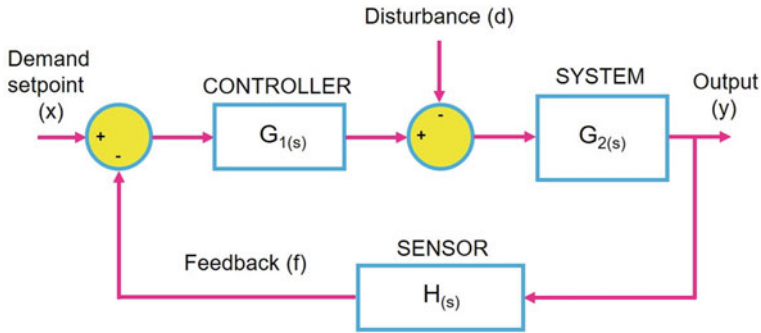 Disturbance (d)
Demand
setpoint
(x)
CONTROLLER
SYSTEM
Output
(y)
+
-
G1(s)
-
+
G2(s)
Feedback (f)
SENSOR
H(s)